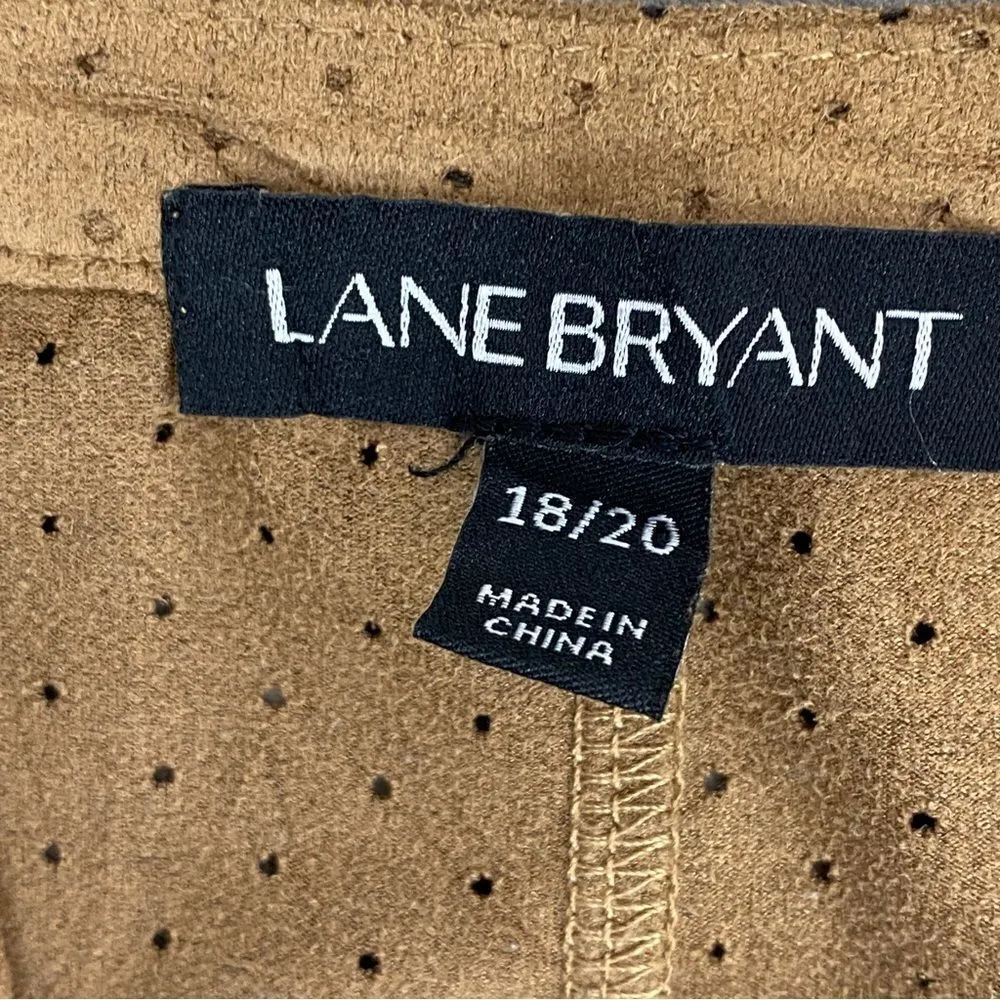 LANE BRYANT
18/20
MADE IN
CHINA